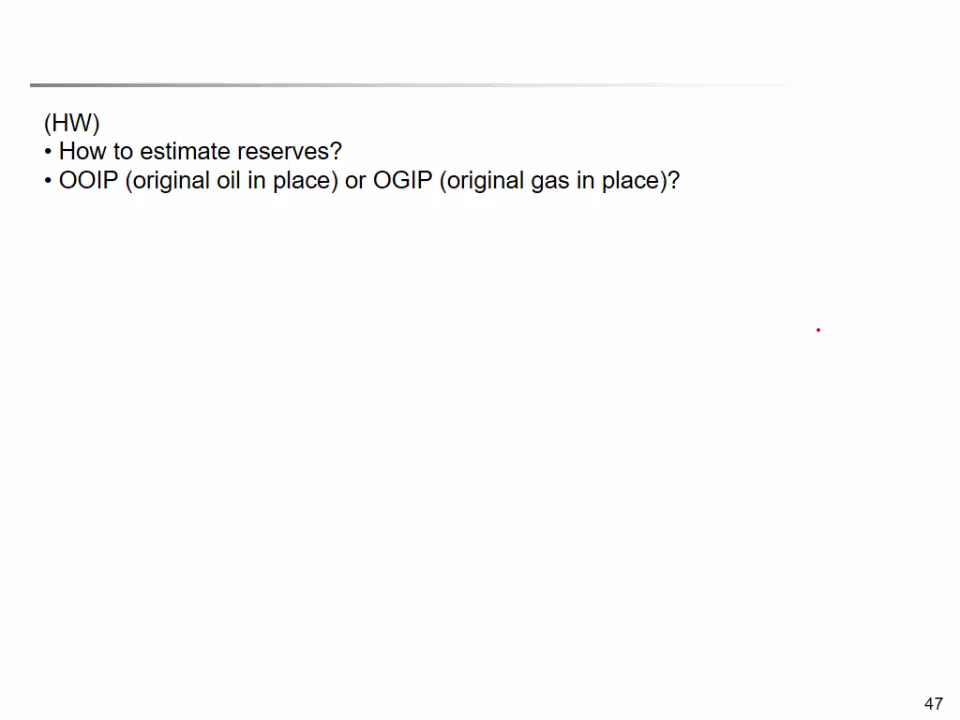 (HW)
• How to estimate reserves?
• OOIP (original oil in place) or OGIP (original gas in place)?
47